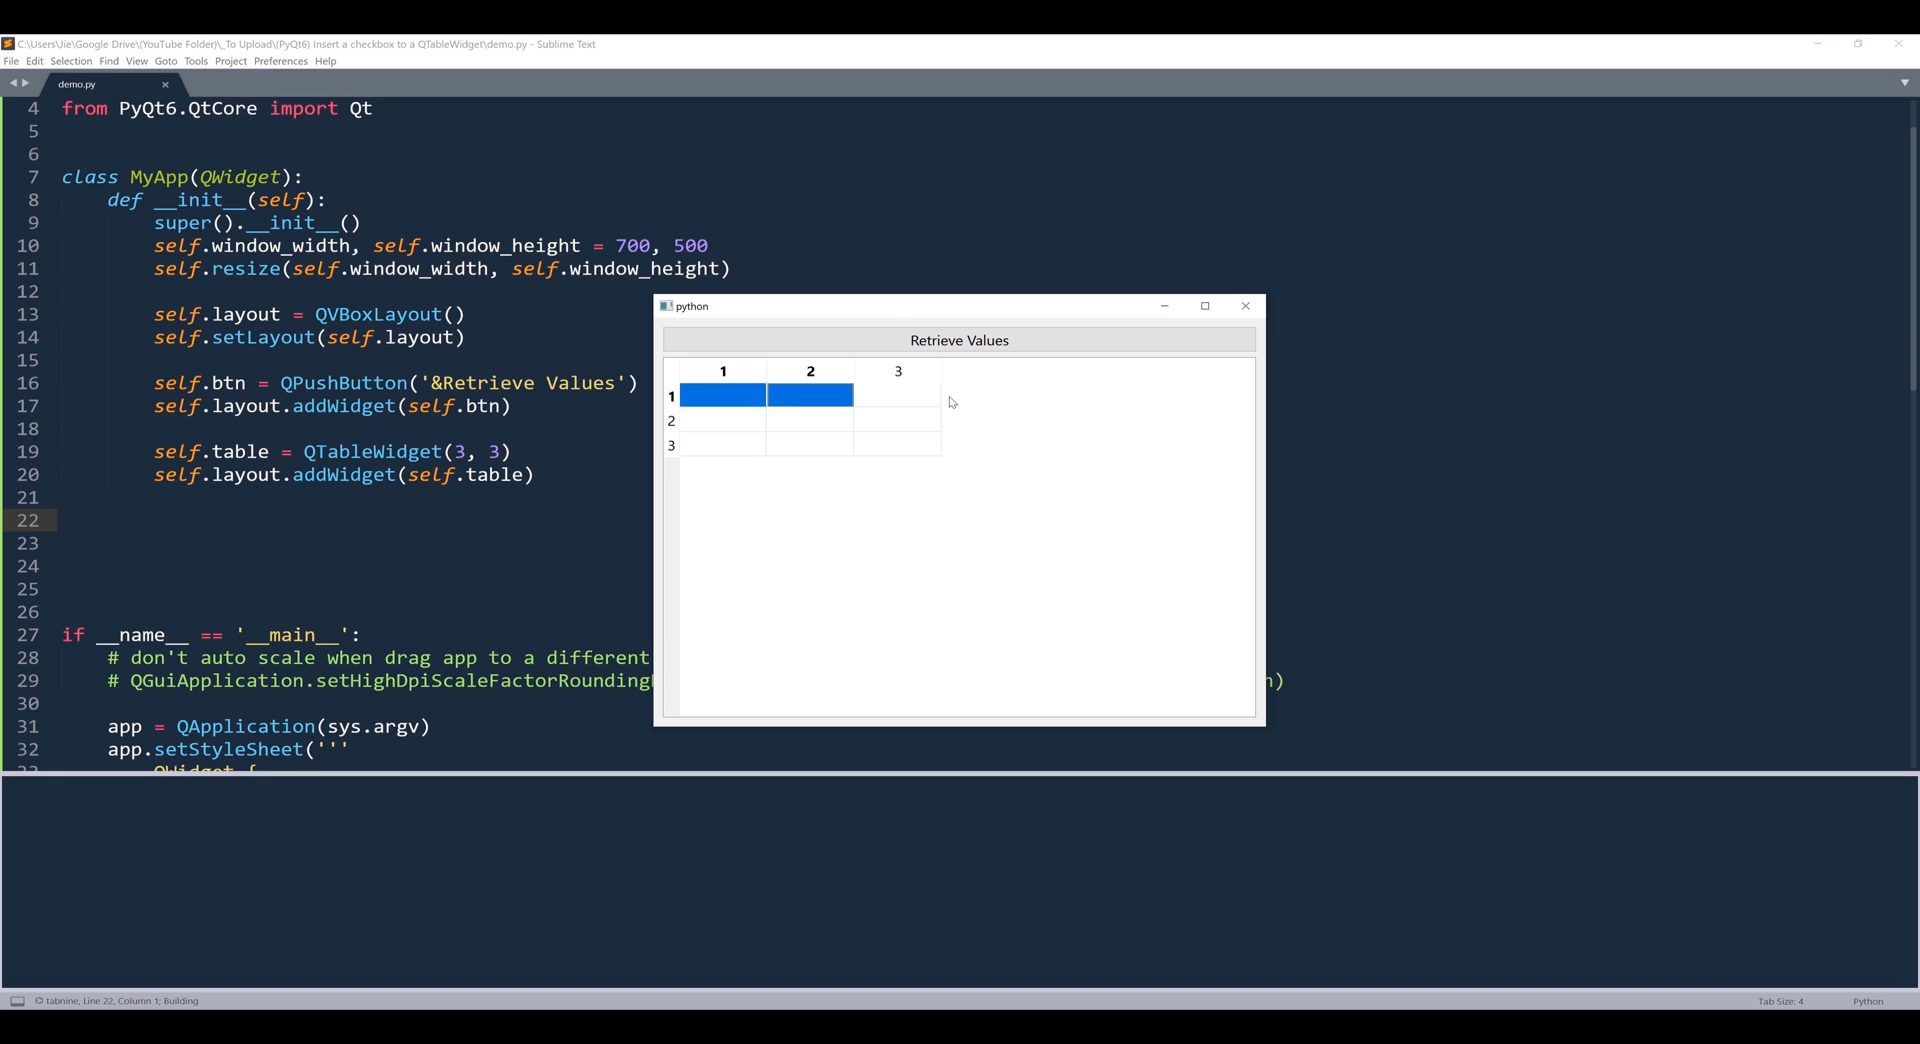 C:\Users\Jie\Google Drive\(YouTube Folder)\_To Upload\(PyQt6) Insert a checkbox to a QTableWidget\demo.py - Sublime Text
File Edit Selection Find View Goto Tools Project Preferences Help
demo.py
4 from PyQt6.QtCore import Qt
5
6
7 class MyApp(QWidget):
8 def __init__(self):
9 super().__init__()
10 self.window_width, self.window_height = 700, 500
11 self.resize(self.window_width, self.window_height)
12
13 self.layout = QVBoxLayout()
14 self.setLayout(self.layout)
15
16 self.btn = QPushButton('&Retrieve Values')
17 self.layout.addWidget(self.btn)
18
19 self.table = QTableWidget(3, 3)
20 self.layout.addWidget(self.table)
21
22
23
24
25
26
27 if __name__ == '__main__':
28 # don't auto scale when drag app to a different
29 # QGuiApplication.setHighDpiScaleFactorRounding
30
31 app = QApplication(sys.argv)
32 app.setStyleSheet('''
33 QWidget {
python
Retrieve Values
1 2 3
1
2
3
tabnine, Line 22, Column 1; Building
Tab Size: 4 Python